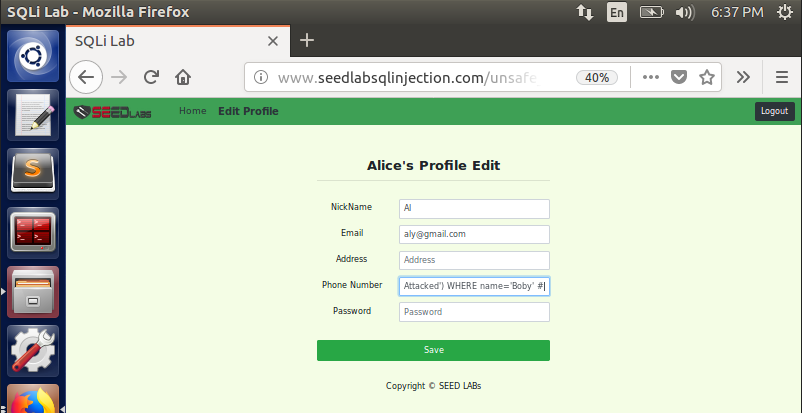 SQLi Lab - Mozilla Firefox
En
6:37 PM
SQLi Lab
www.seedlabsqlinjection.com/unsafe
40%
SEEDLABS
Home
Edit Profile
Logout
Alice's Profile Edit
NickName
Al
Email
aly@gmail.com
Address
Address
Phone Number
Attacked') WHERE name='Boby' #
Password
Password
Save
Copyright © SEED LABs